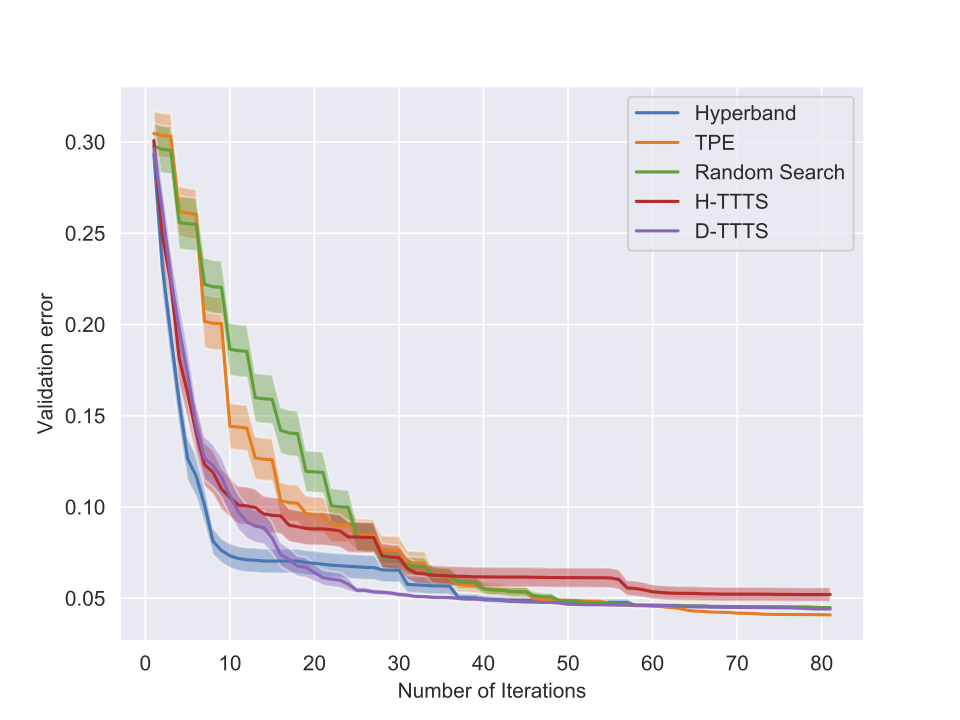 Hyperband
TPE
Random Search
H-TTTS
D-TTTS
Validation error
0.30
0.25
0.20
0.15
0.10
0.05
0 10 20 30 40 50 60 70 80
Number of Iterations